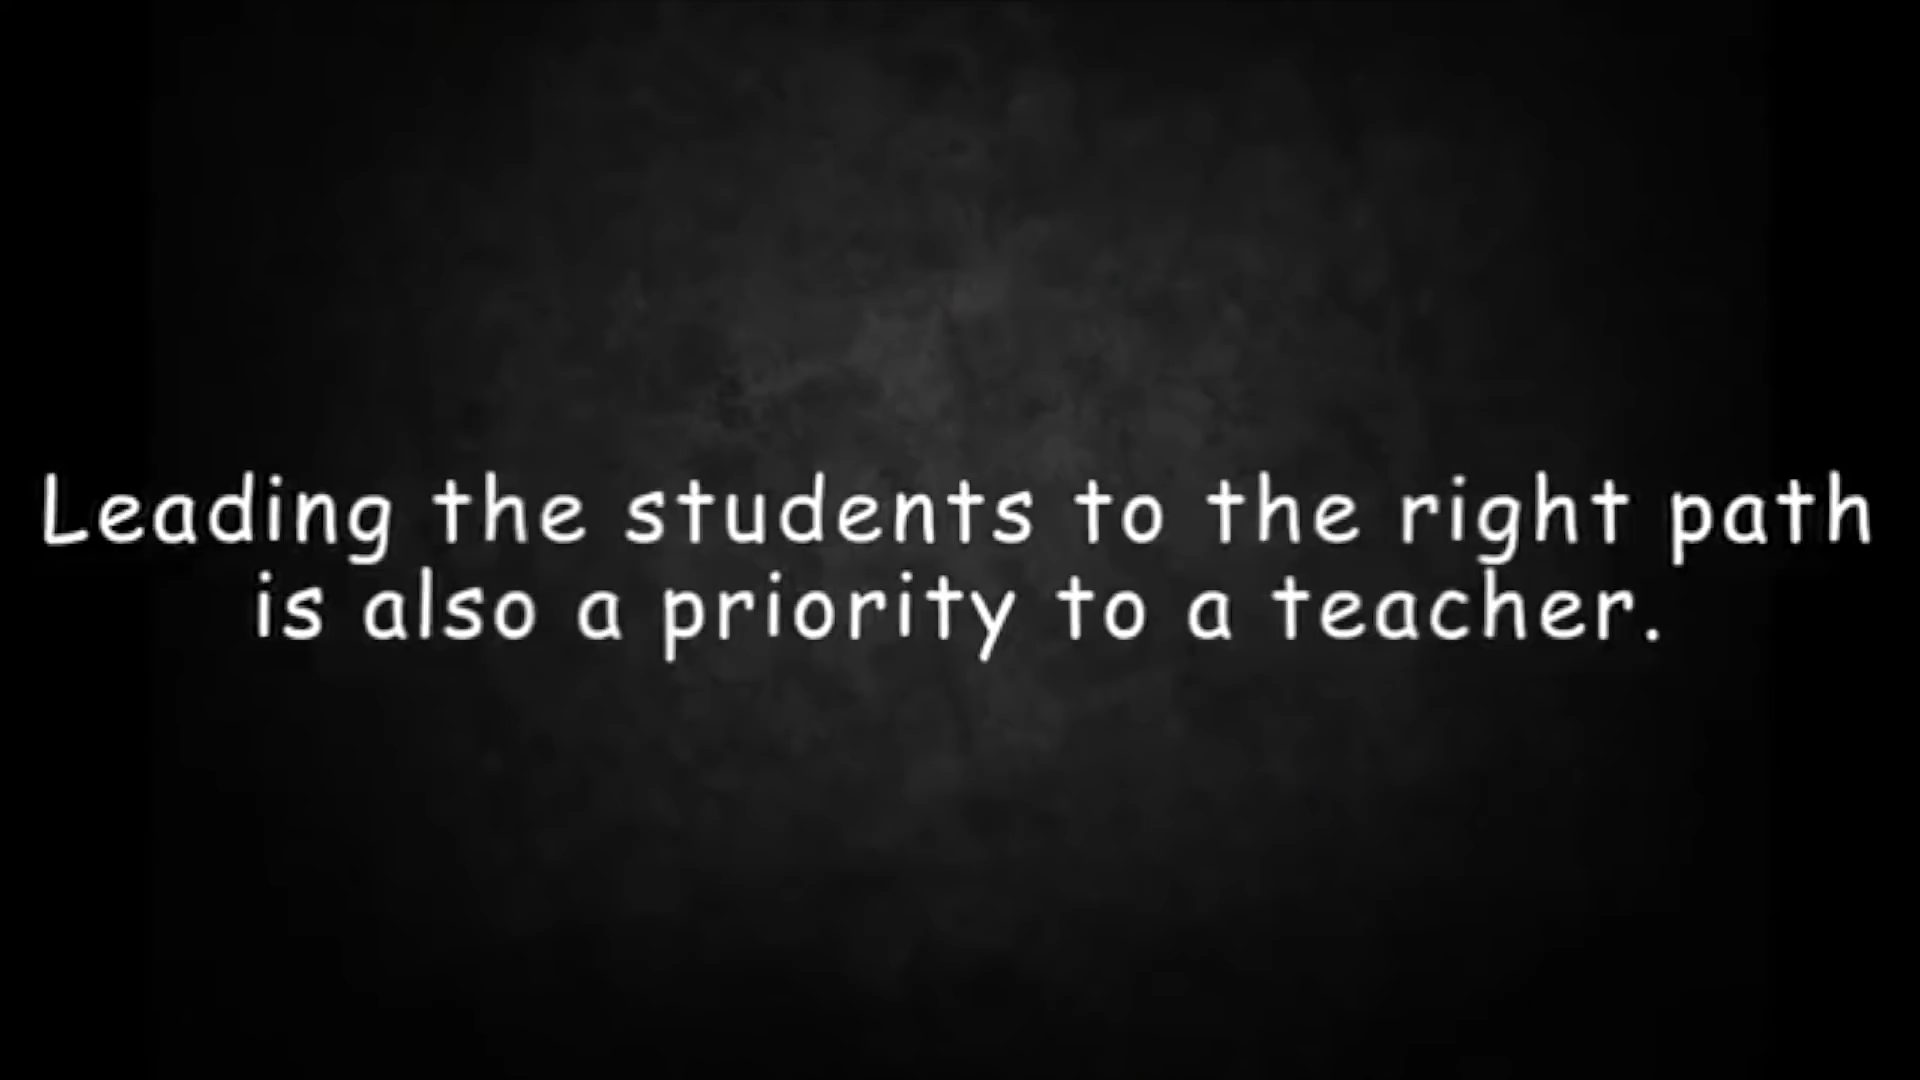 Leading the students to the right path
is also a priority to a teacher.